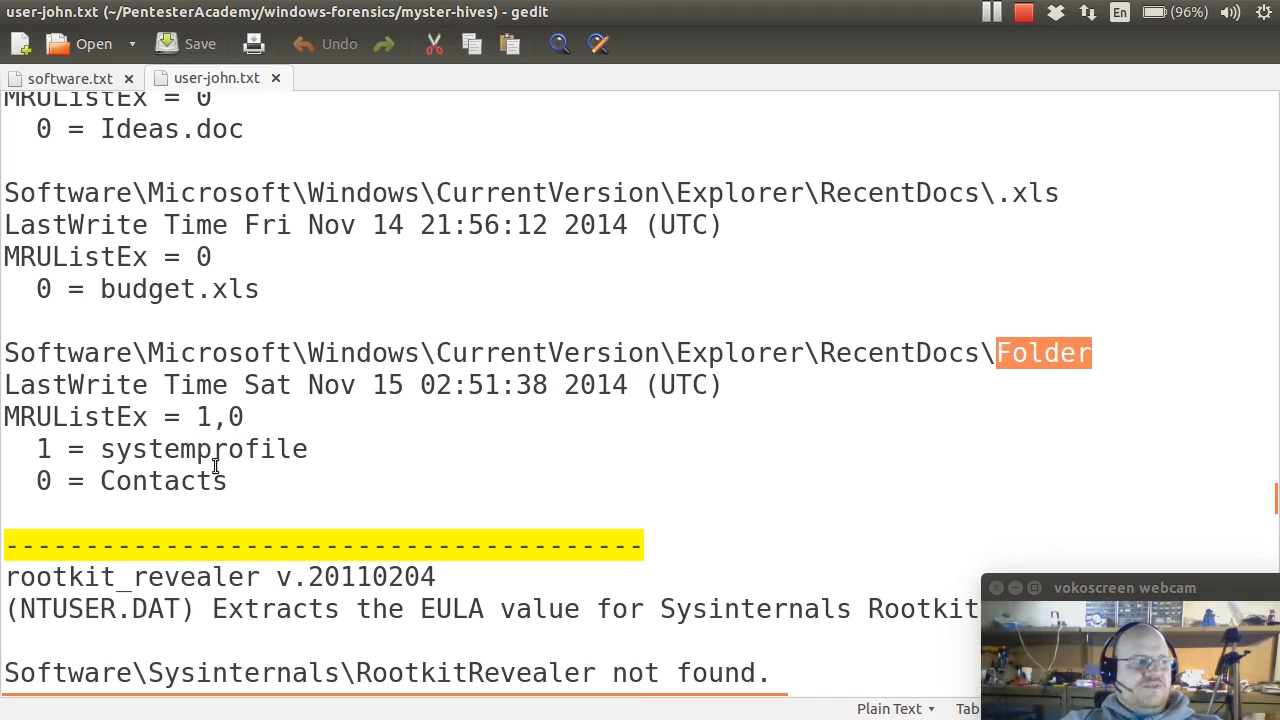 user-john.txt (~/PentesterAcademy/windows-forensics/myster-hives) - gedit
En (96%)
Open Save Undo
software.txt user-john.txt
MRUListEx = 0
0 = Ideas.doc
Software\Microsoft\Windows\CurrentVersion\Explorer\RecentDocs\.xls
LastWrite Time Fri Nov 14 21:56:12 2014 (UTC)
MRUListEx = 0
0 = budget.xls
Software\Microsoft\Windows\CurrentVersion\Explorer\RecentDocs\Folder
LastWrite Time Sat Nov 15 02:51:38 2014 (UTC)
MRUListEx = 1,0
1 = systemprofile
0 = Contacts
----------------------------------------
rootkit_revealer v.20110204
(NTUSER.DAT) Extracts the EULA value for Sysinternals Rootkit
Software\Sysinternals\RootkitRevealer not found.
vokoscreen webcam
Plain Text Tab